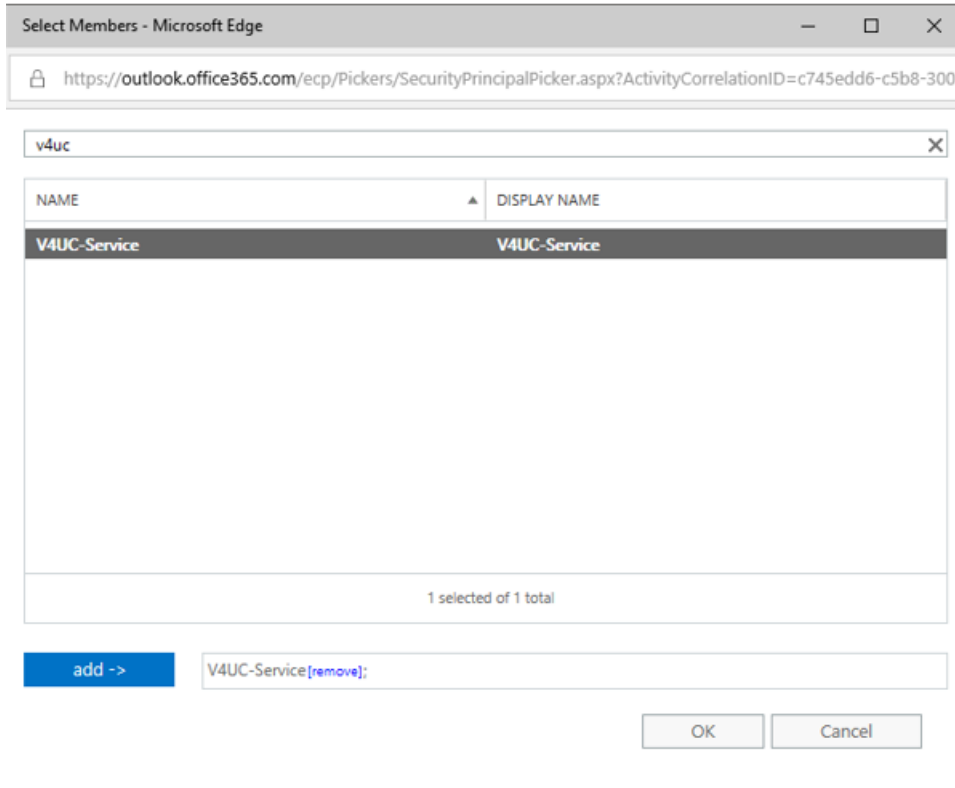 Select Members - Microsoft Edge
https://outlook.office365.com/ecp/Pickers/SecurityPrincipalPicker.aspx?ActivityCorrelationID=c745edd6-c5b8-300
v4uc
NAME DISPLAY NAME
V4UC-Service V4UC-Service
1 selected of 1 total
add -> V4UC-Service[remove];
OK Cancel